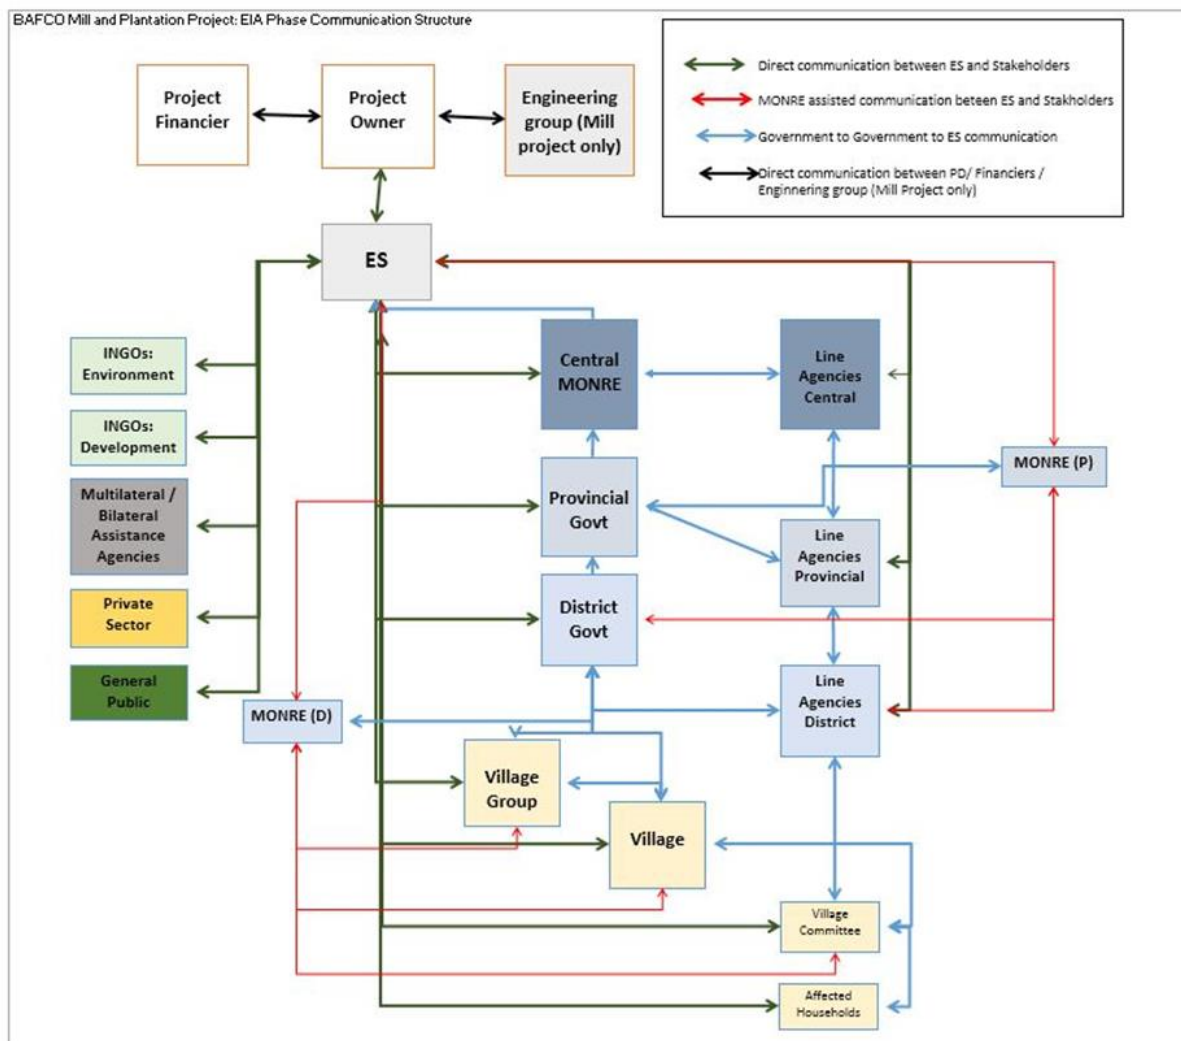 BAFCO Mill and Plantation Project: EIA Phase Communication Structure
Direct communication between ES and Stakeholders
MONRE assisted communication beteen ES and Stakholders
Government to Government to ES communication
Direct communication between PD/ Financiers /
Enginnering group (Mill Project only)
Project
Financier
Project
Owner
Engineering
group (Mill
project only)
ES
INGOs:
Environment
INGOs:
Development
Multilateral /
Bilateral
Assistance
Agencies
Private
Sector
General
Public
Central
MONRE
Line
Agencies
Central
MONRE (P)
Provincial
Govt
Line
Agencies
Provincial
District
Govt
Line
Agencies
District
MONRE (D)
Village
Group
Village
Village
Committee
Affected
Households